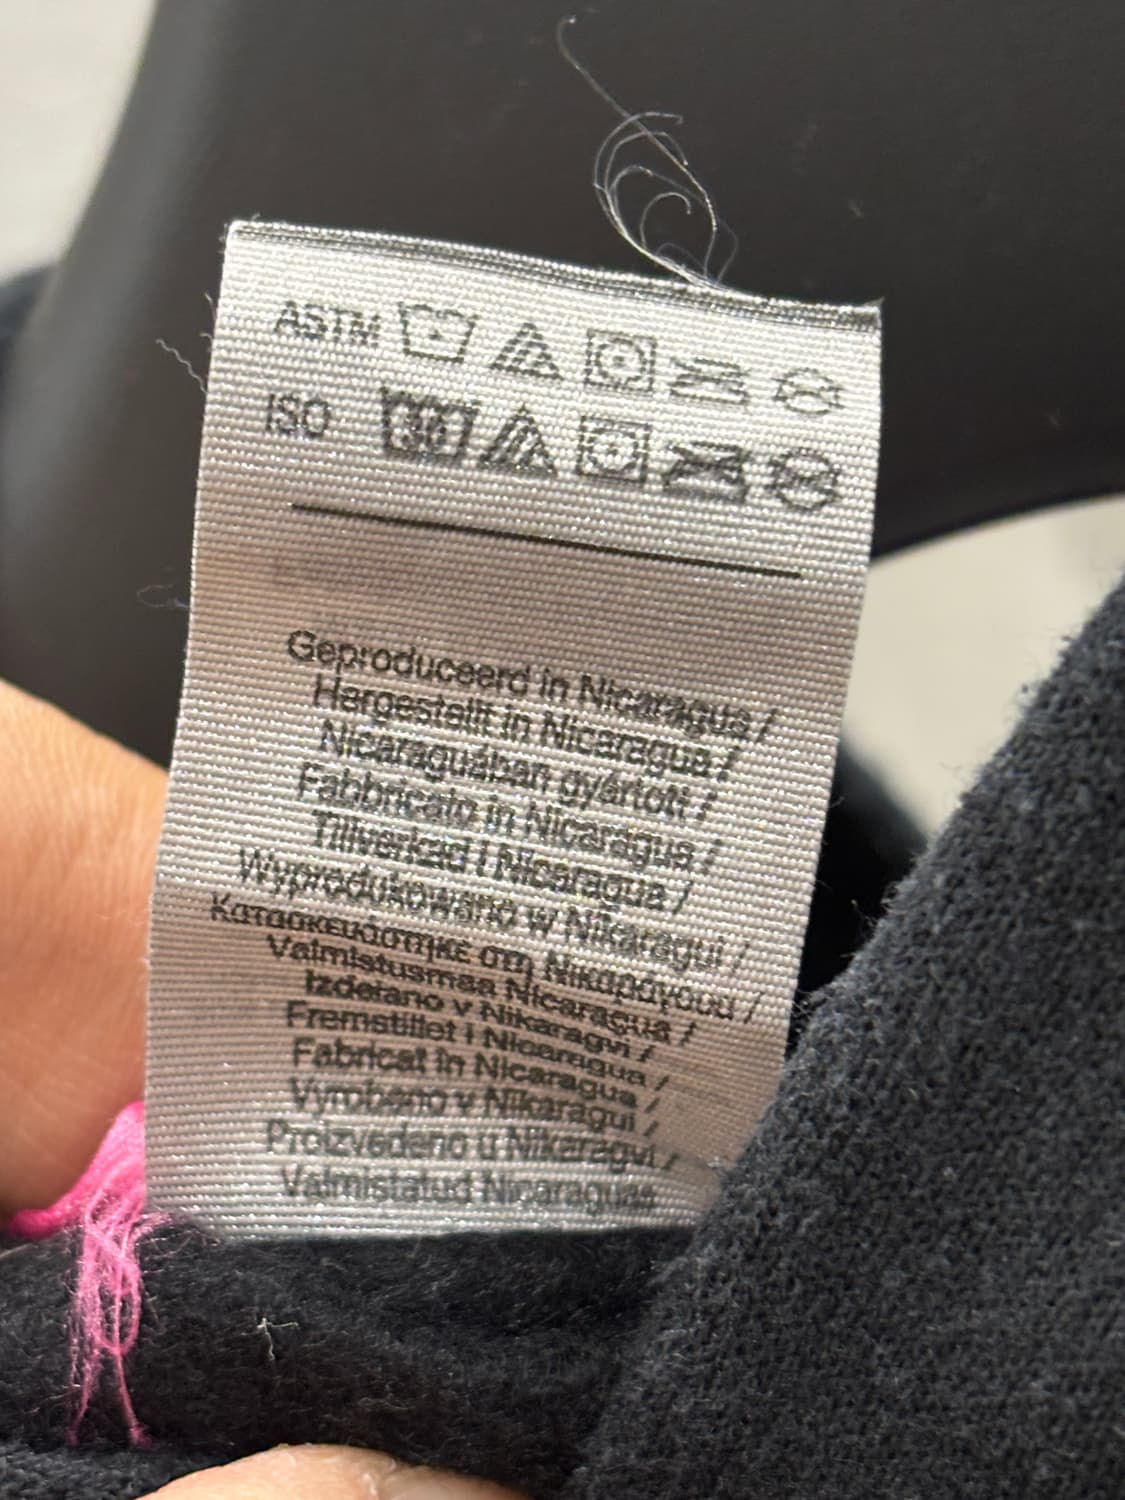 ASTM
ISO 30
Geproduceerd in Nicaragua /
Hergestellt in Nicaragua /
Nicaraguában gyártott /
Fabbricato in Nicaragua /
Tillverkad i Nicaragua /
Wyprodukowano w Nikaragui /
Κατασκευάστηκε στη Νικαράγουα /
Valmistusmaa Nicaragua /
Izdelano v Nikaragvi /
Fremstillet i Nicaragua /
Fabricat în Nicaragua /
Vyrobeno v Nikaragui /
Proizvedeno u Nikaragvi /
Valmistatud Nicaraguas